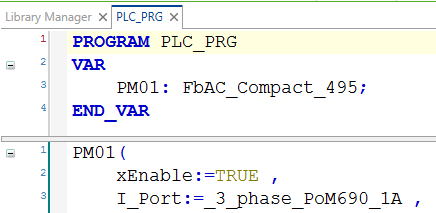 Library Manager PLC_PRG
1 PROGRAM PLC_PRG
2 VAR
3 PM01: FbAC_Compact_495;
4 END_VAR
1 PM01(
2 xEnable:=TRUE ,
3 I_Port:=_3_phase_PoM690_1A ,